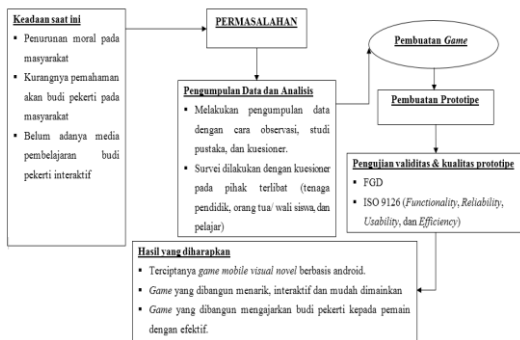 Keadaan saat ini
▪ Penurunan moral pada
masyarakat
▪ Kurangnya pemahaman
akan budi pekerti pada
masyarakat
▪ Belum adanya media
pembelajaran budi
pekerti interaktif
PERMASALAHAN
Pengumpulan Data dan Analisis
▪ Melakukan pengumpulan data
dengan cara observasi, studi
pustaka, dan kuesioner.
▪ Survei dilakukan dengan kuesioner
pada pihak terlibat (tenaga
pendidik, orang tua/ wali siswa, dan
pelajar)
Pembuatan Game
Pembuatan Prototipe
Pengujian validitas & kualitas prototipe
▪ FGD
▪ ISO 9126 (Functionality, Reliability,
Usability, dan Efficiency)
Hasil yang diharapkan
▪ Terciptanya game mobile visual novel berbasis android.
▪ Game yang dibangun menarik, interaktif dan mudah dimainkan
▪ Game yang dibangun mengajarkan budi pekerti kepada pemain
dengan efektif.